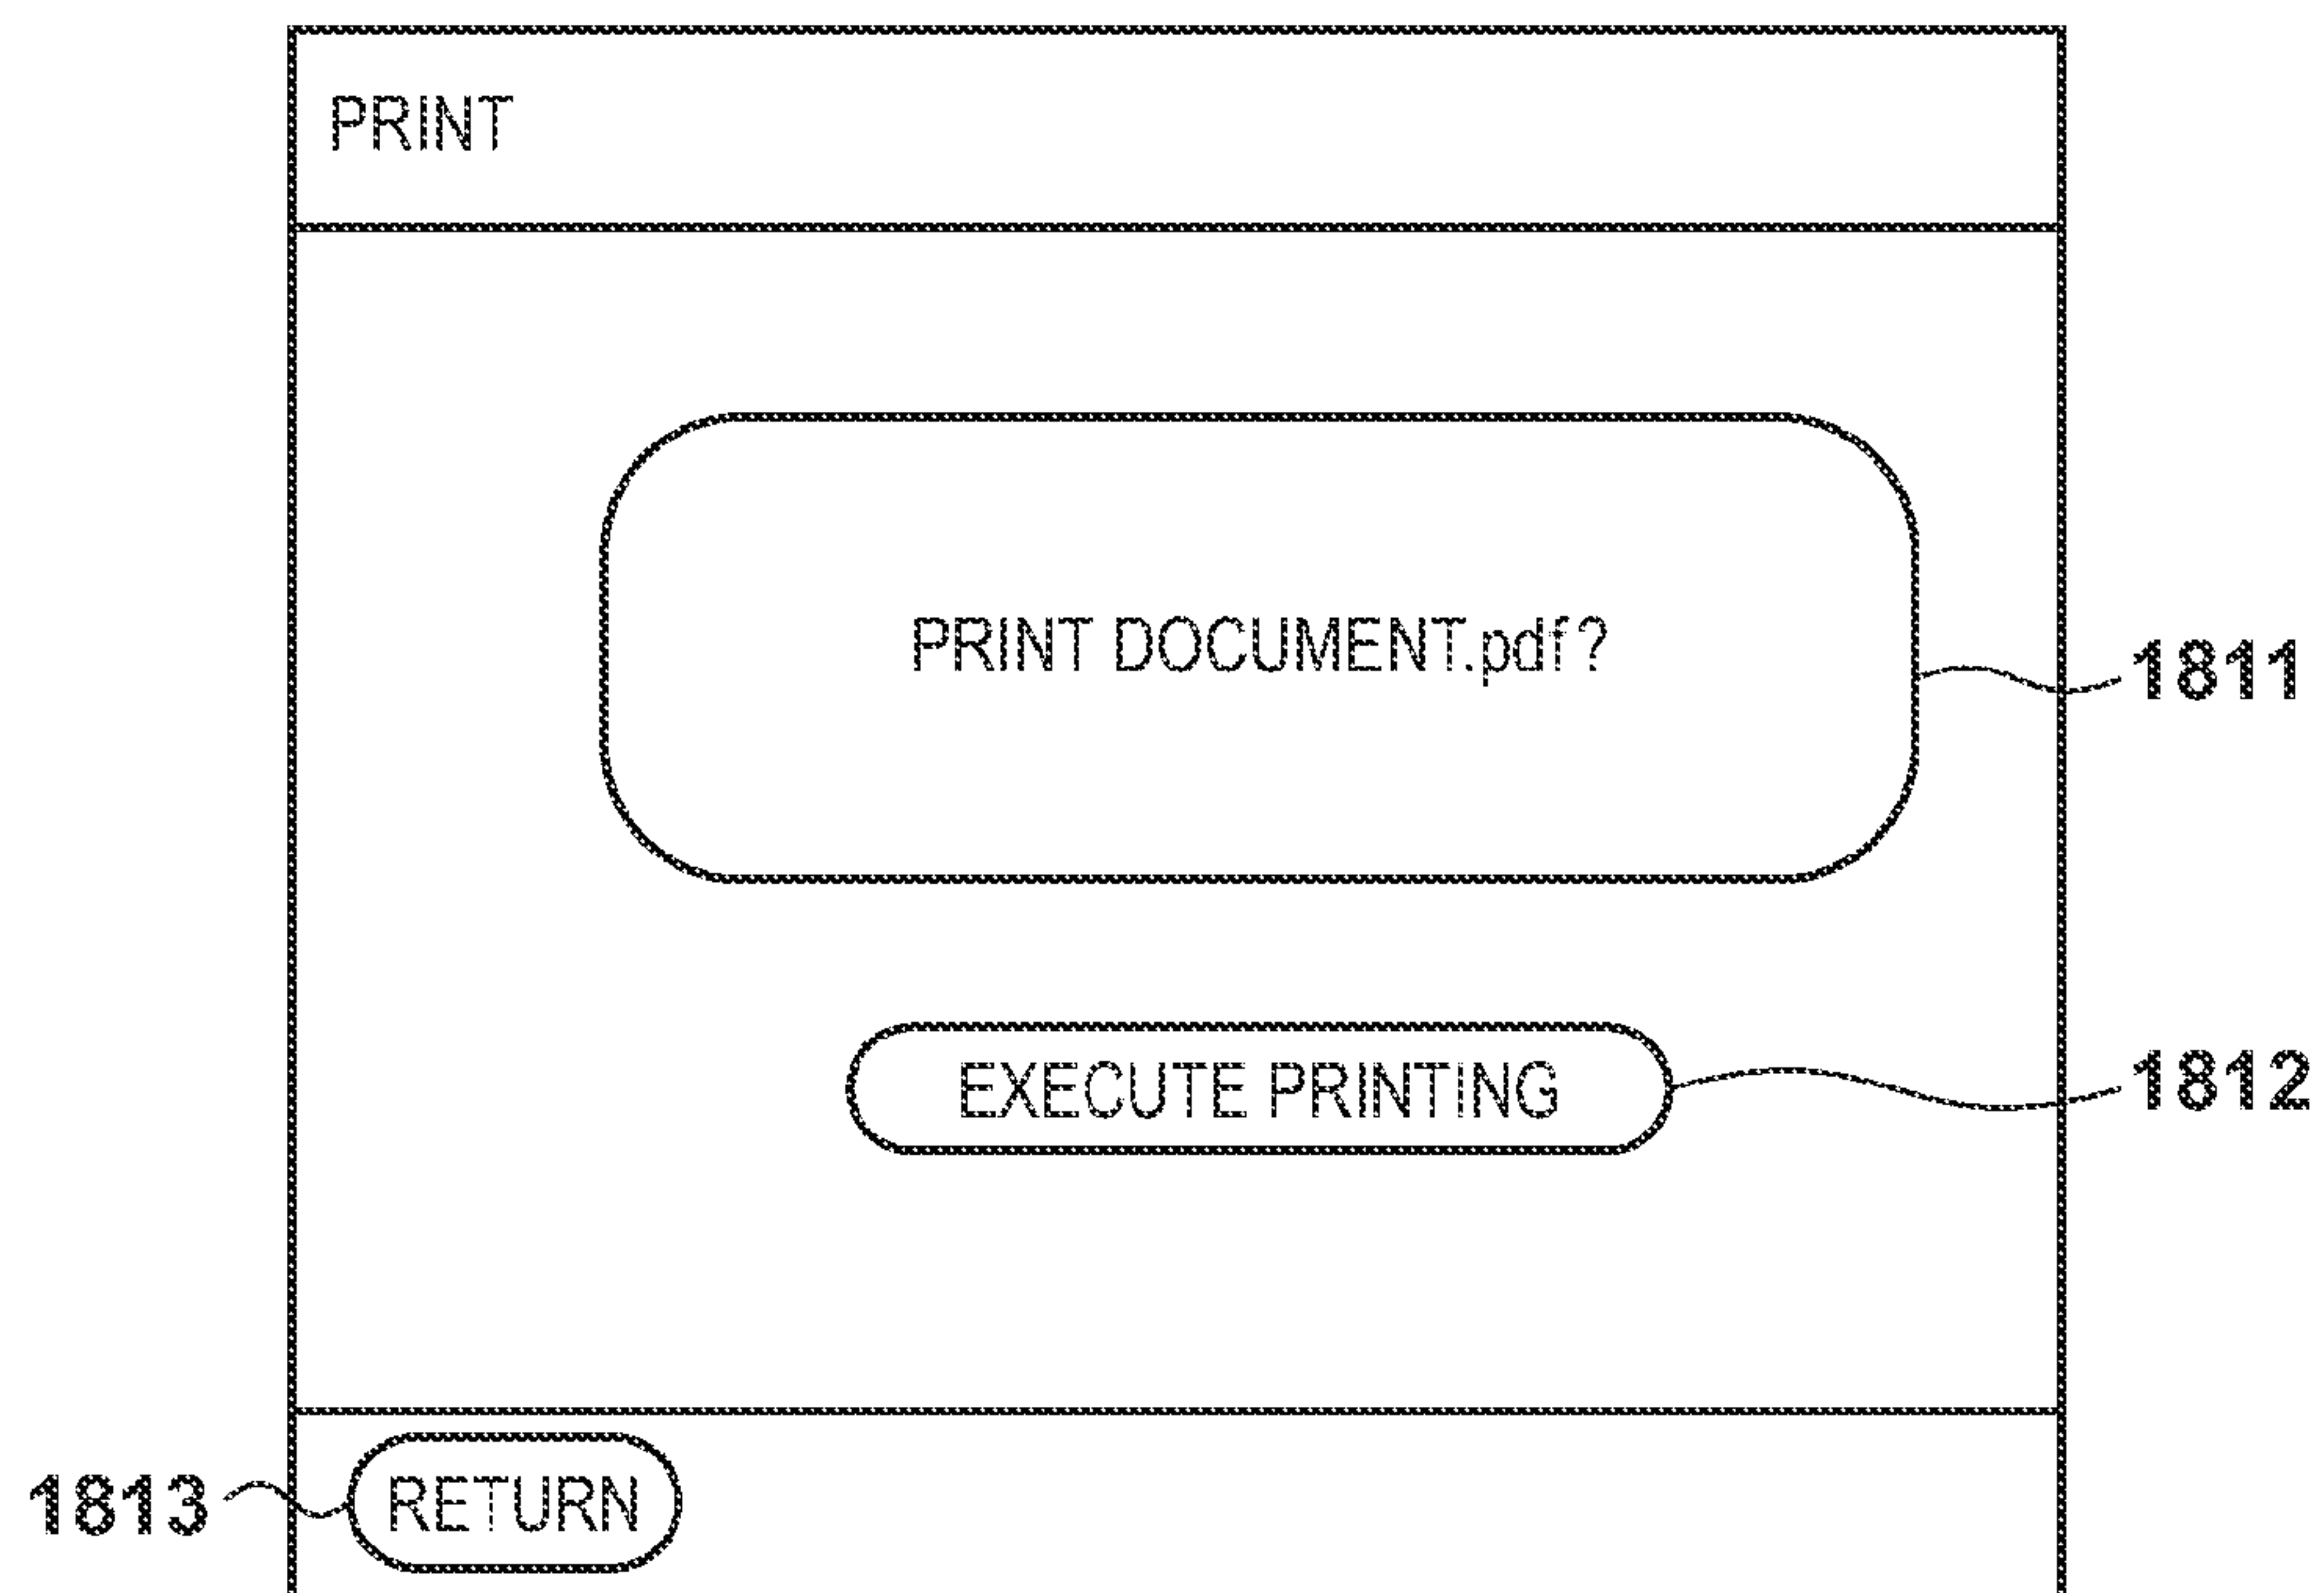 PRINT
PRINT DOCUMENT.pdf?
1811
EXECUTE PRINTING
1812
1813
RETURN